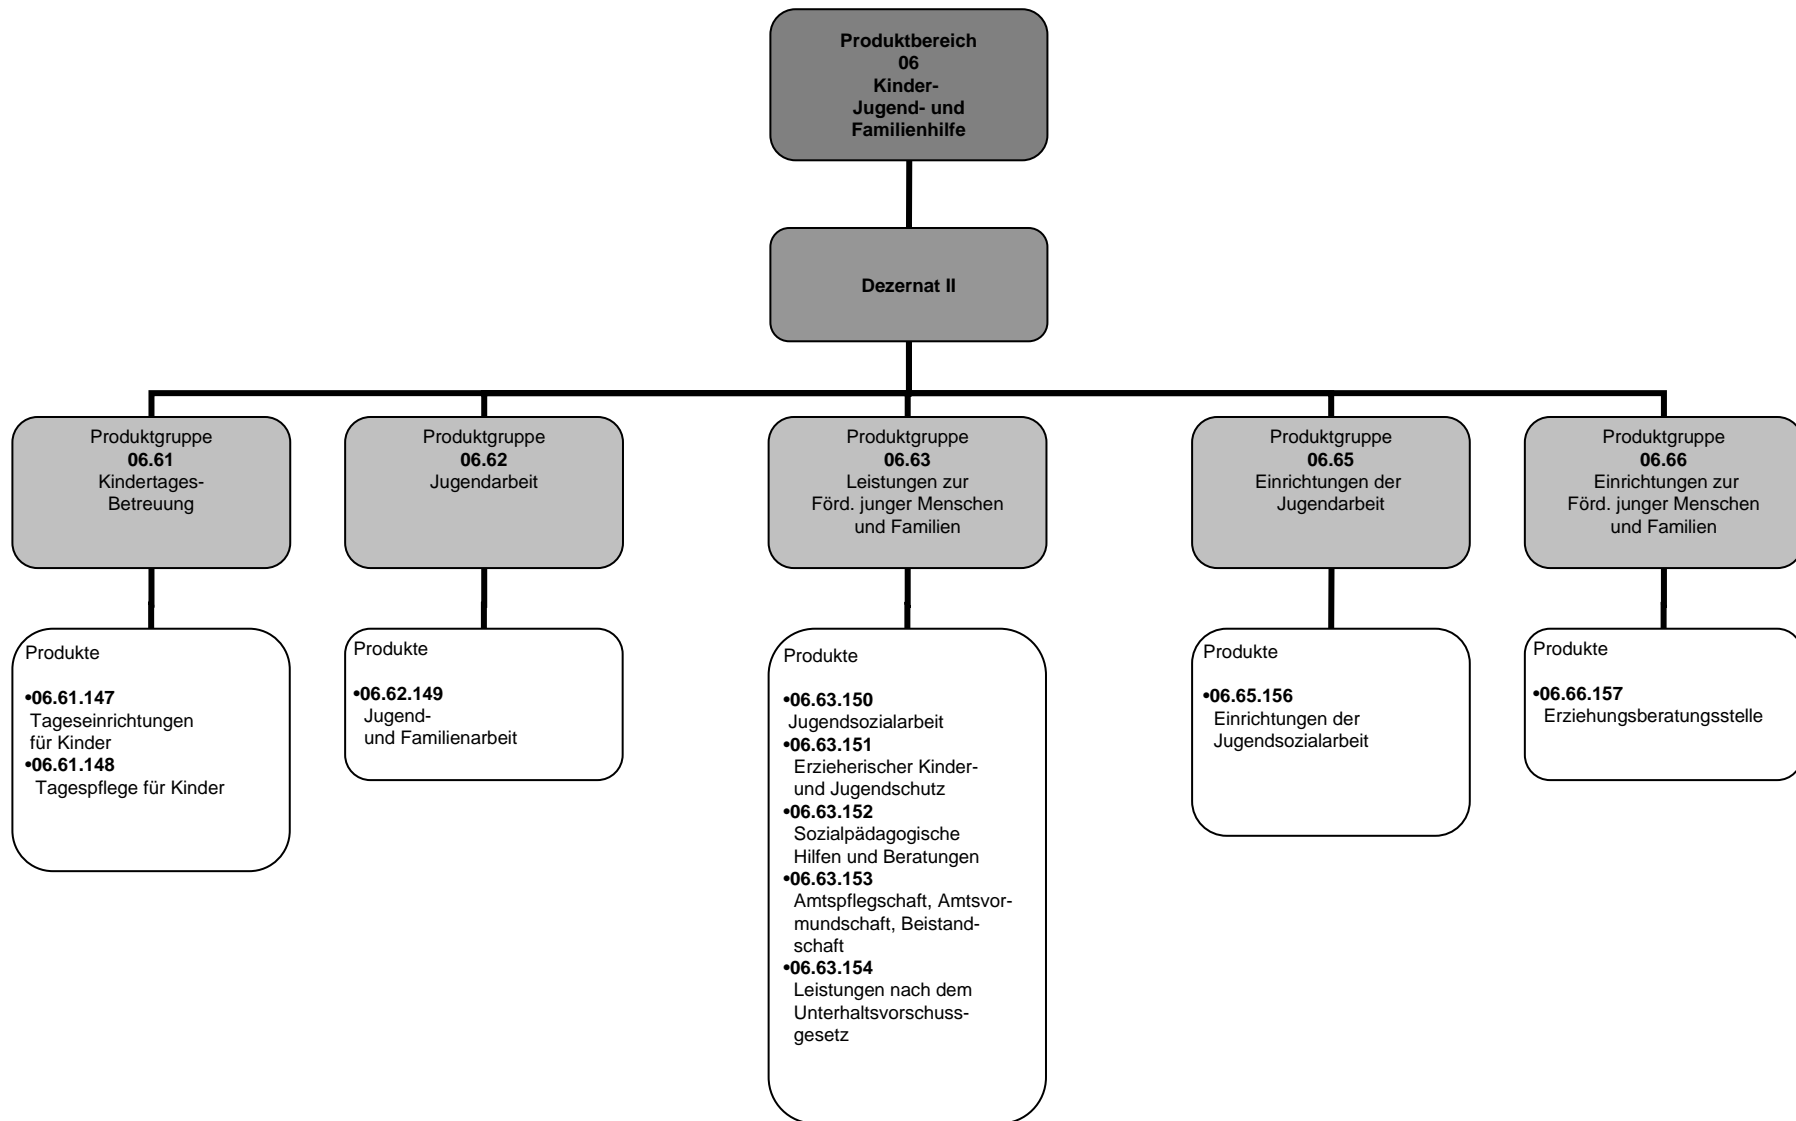 Produktbereich
06
Kinder-
Jugend- und
Familienhilfe
Dezernat II
Produktgruppe
06.61
Kindertages-
Betreuung
Produktgruppe
06.62
Jugendarbeit
Produktgruppe
06.63
Leistungen zur
Förd. junger Menschen
und Familien
Produktgruppe
06.65
Einrichtungen der
Jugendarbeit
Produktgruppe
06.66
Einrichtungen zur
Förd. junger Menschen
und Familien
Produkte
•06.61.147
Tageseinrichtungen
für Kinder
•06.61.148
Tagespflege für Kinder
Produkte
•06.62.149
Jugend-
und Familienarbeit
Produkte
•06.63.150
Jugendsozialarbeit
•06.63.151
Erzieherischer Kinder-
und Jugendschutz
•06.63.152
Sozialpädagogische
Hilfen und Beratungen
•06.63.153
Amtspflegschaft, Amtsvor-
mundschaft, Beistand-
schaft
•06.63.154
Leistungen nach dem
Unterhaltsvorschuss-
gesetz
Produkte
•06.65.156
Einrichtungen der
Jugendsozialarbeit
Produkte
•06.66.157
Erziehungsberatungsstelle